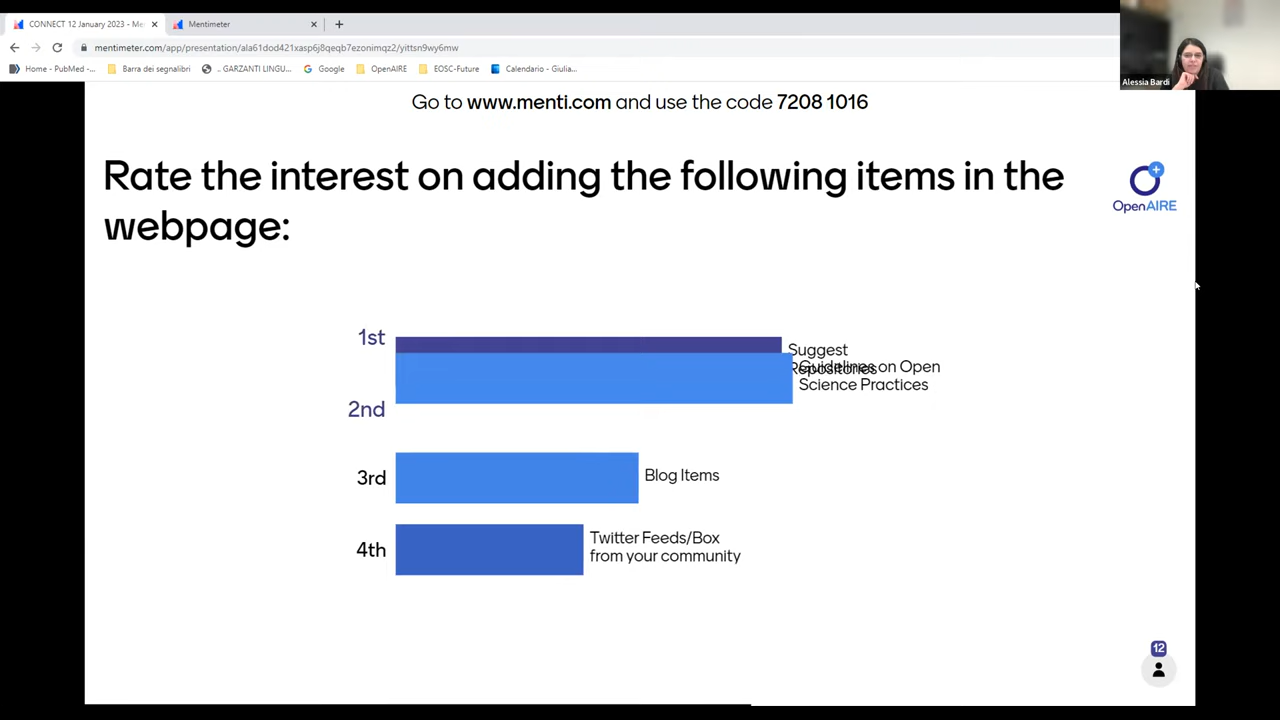 CONNECT 12 January 2023 - Me
Mentimeter
mentimeter.com/app/presentation/ala61dod421xasp6j8qeqb7ezonimqz2/yittsn9wy6mw
Home - PubMed -...
Barra dei segnalibri
.. GARZANTI LINGU...
Google
OpenAIRE
EOSC-Future
Calendario - Giulia...
Alessia Bardi
Go to www.menti.com and use the code 7208 1016
Rate the interest on adding the following items in the
webpage:
OpenAIRE
1st
Suggest
Repositories
Guidelines on Open
Science Practices
2nd
3rd
Blog Items
4th
Twitter Feeds/Box
from your community
12